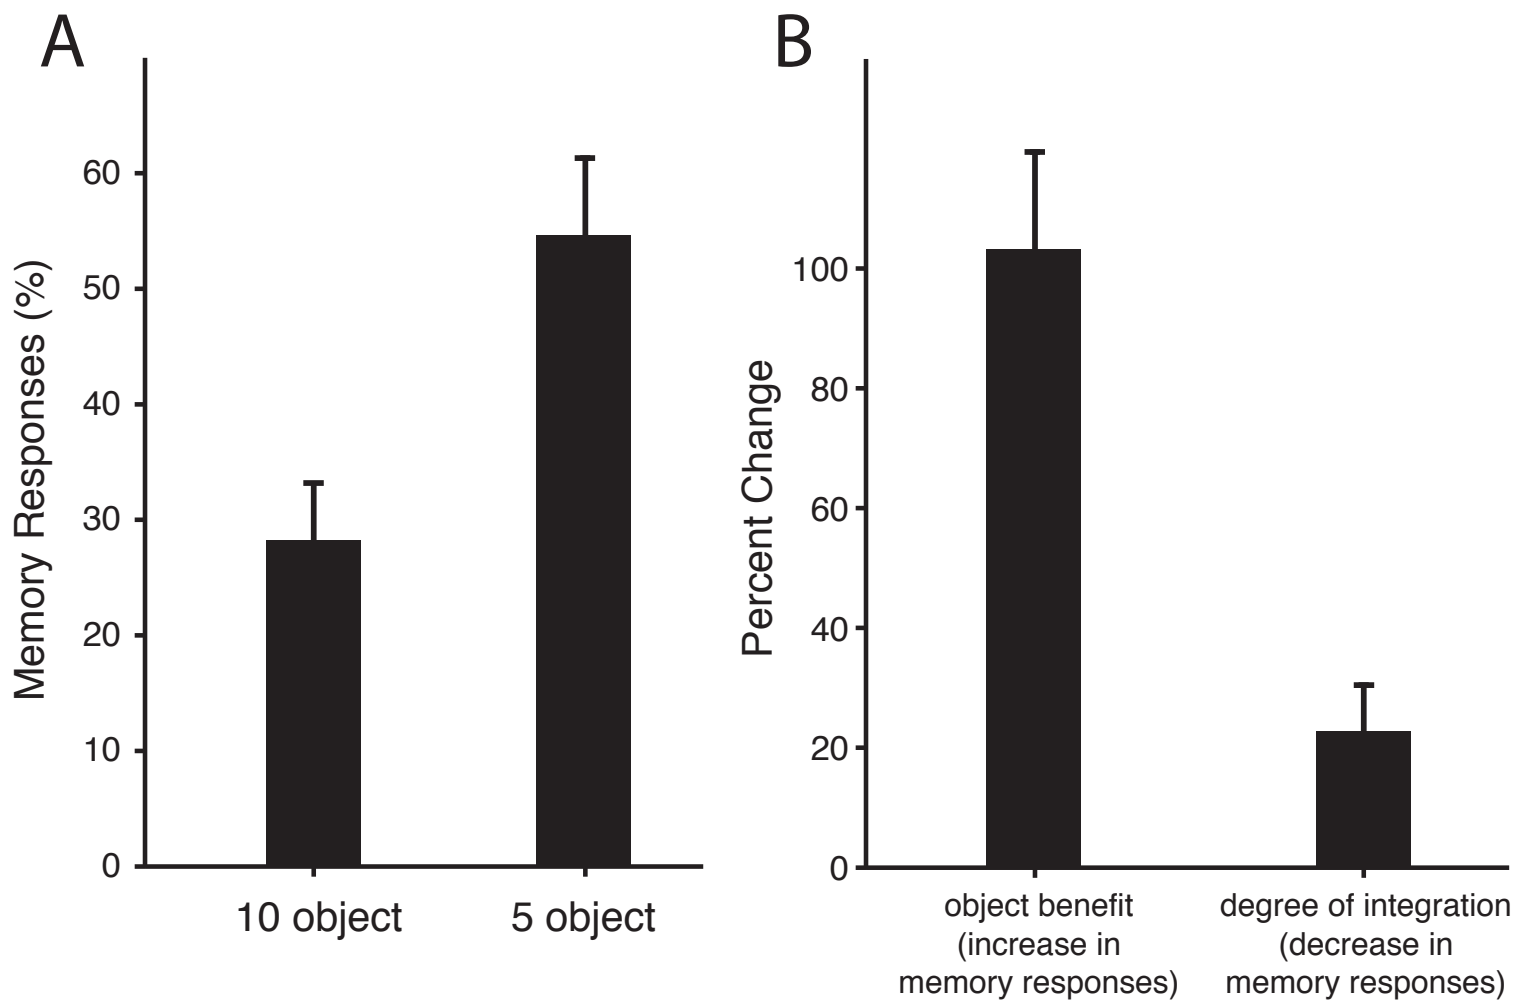 A
Memory Responses (%)
60
50
40
30
20
10
0
10 object
5 object
B
Percent Change
100
80
60
40
20
0
object benefit
(increase in
memory responses)
degree of integration
(decrease in
memory responses)